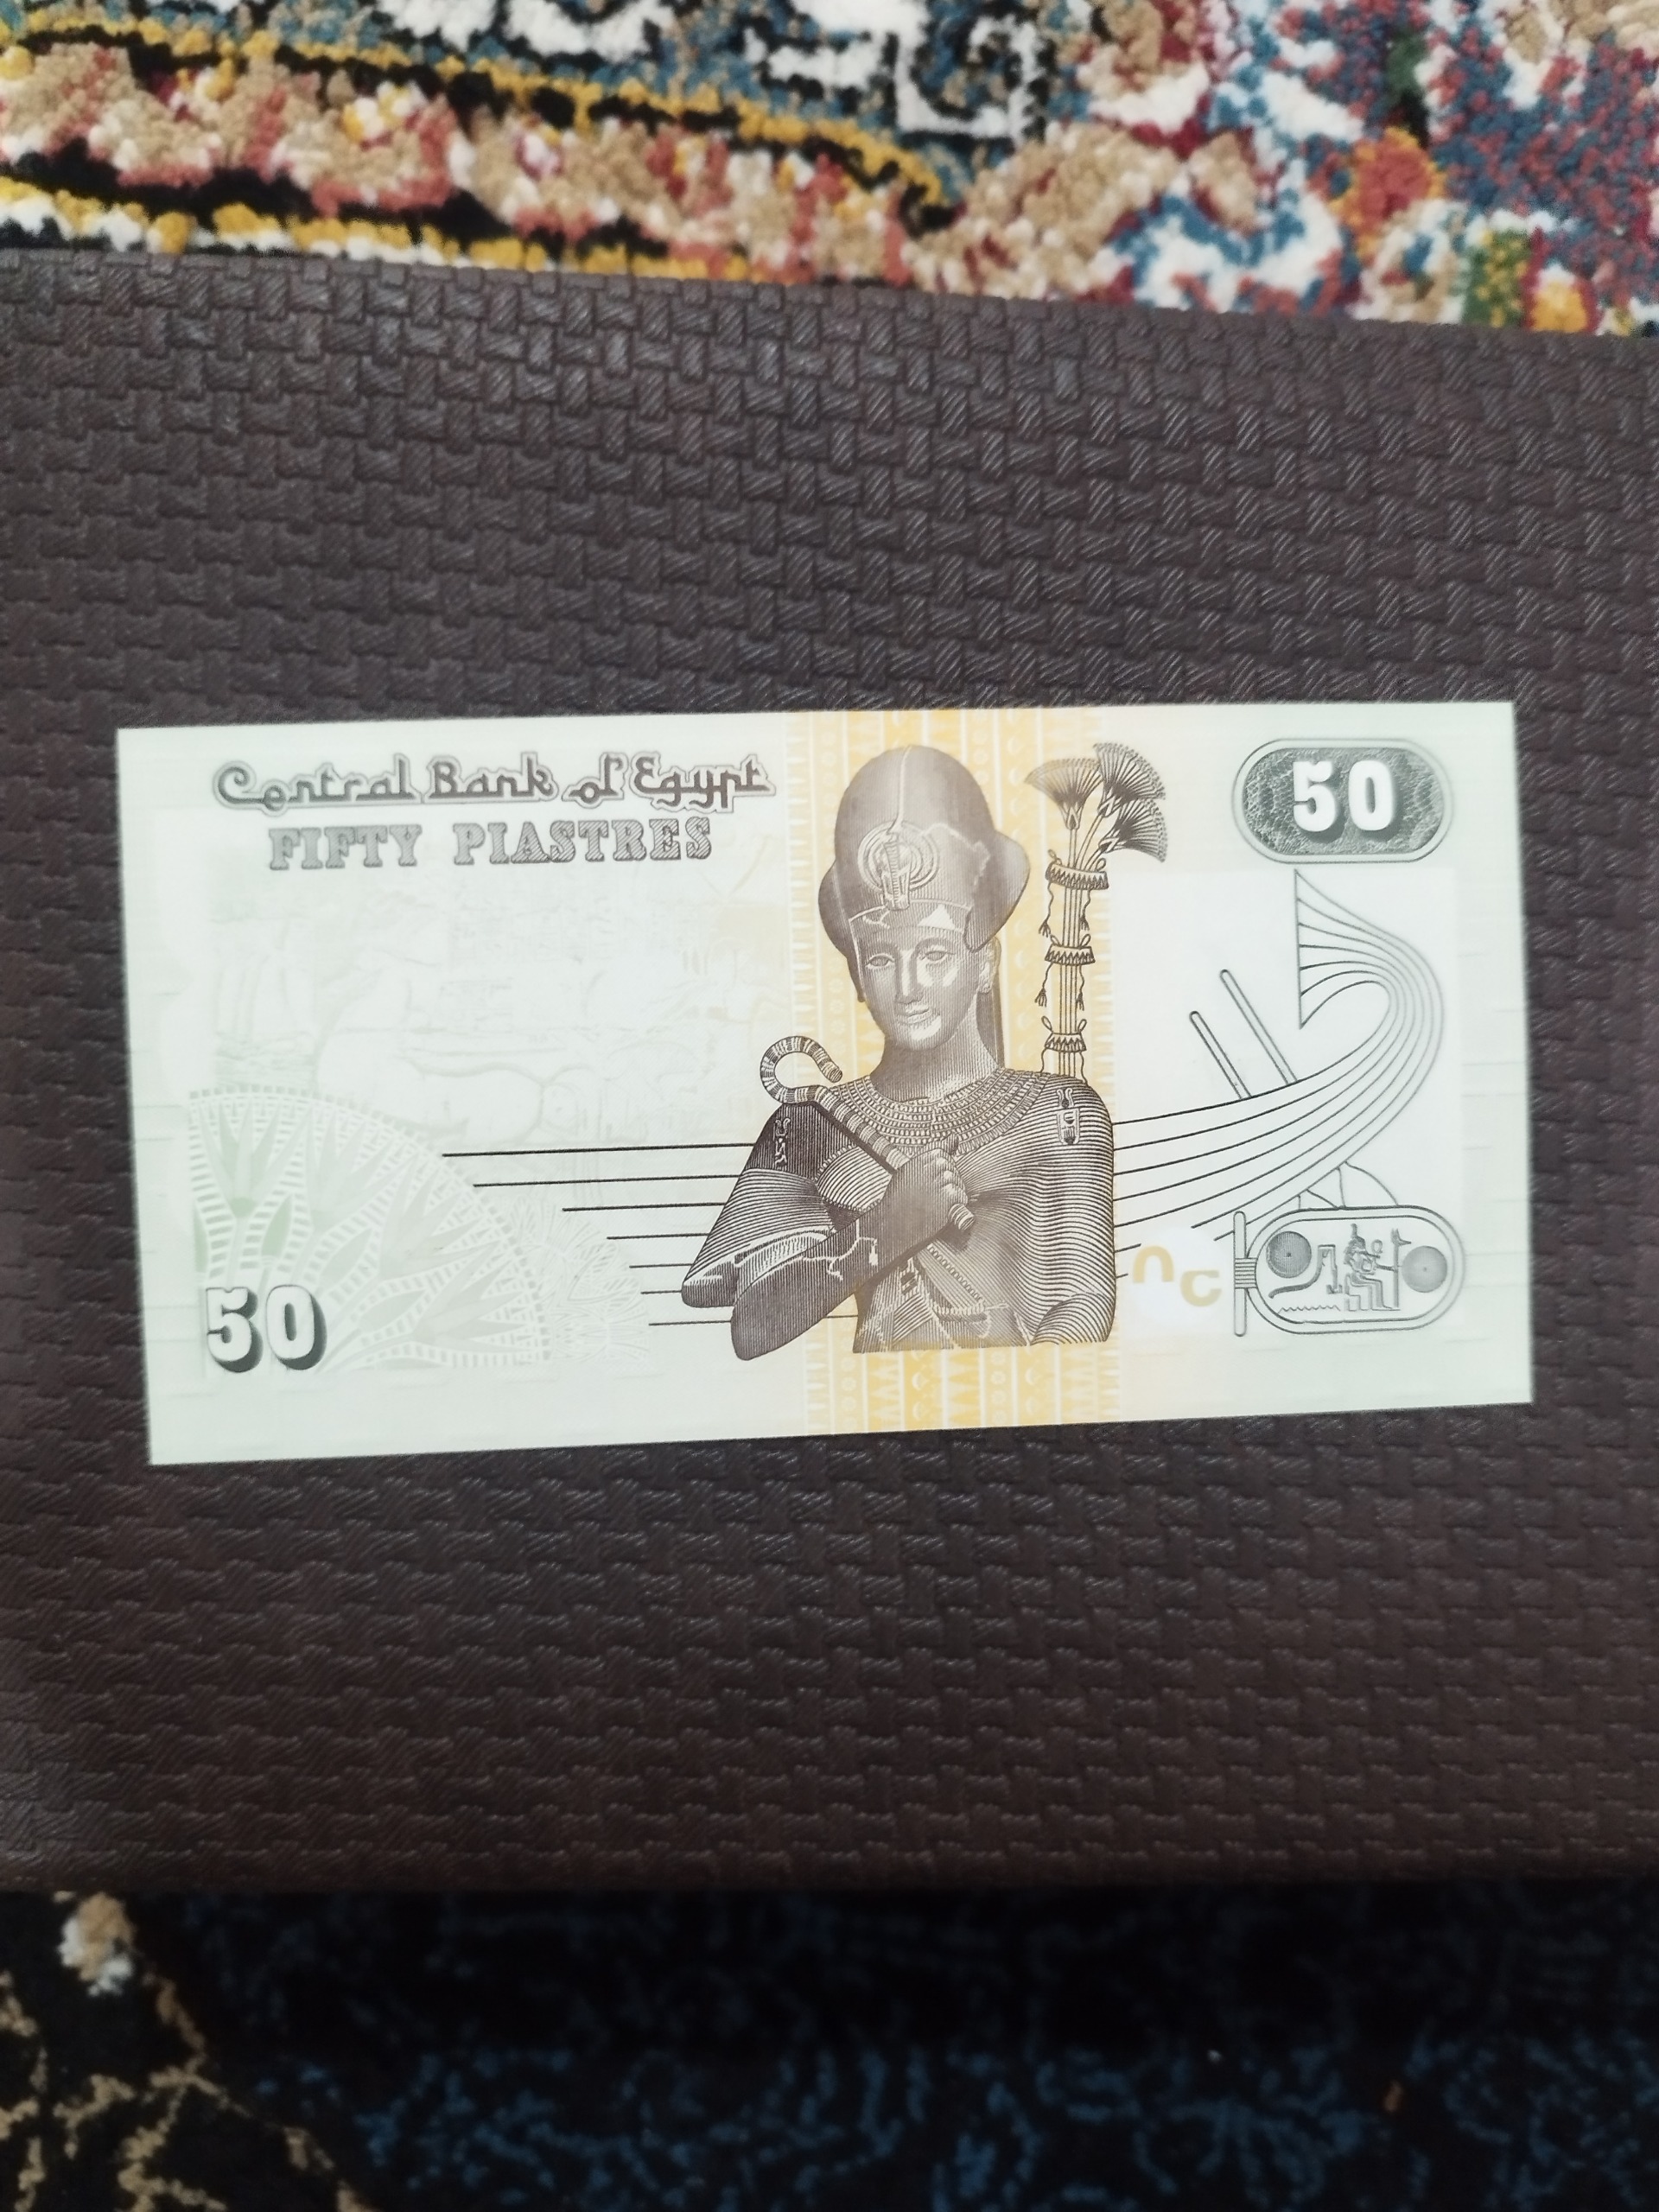 Central Bank of Egypt
FIFTY PIASTRES
50
50